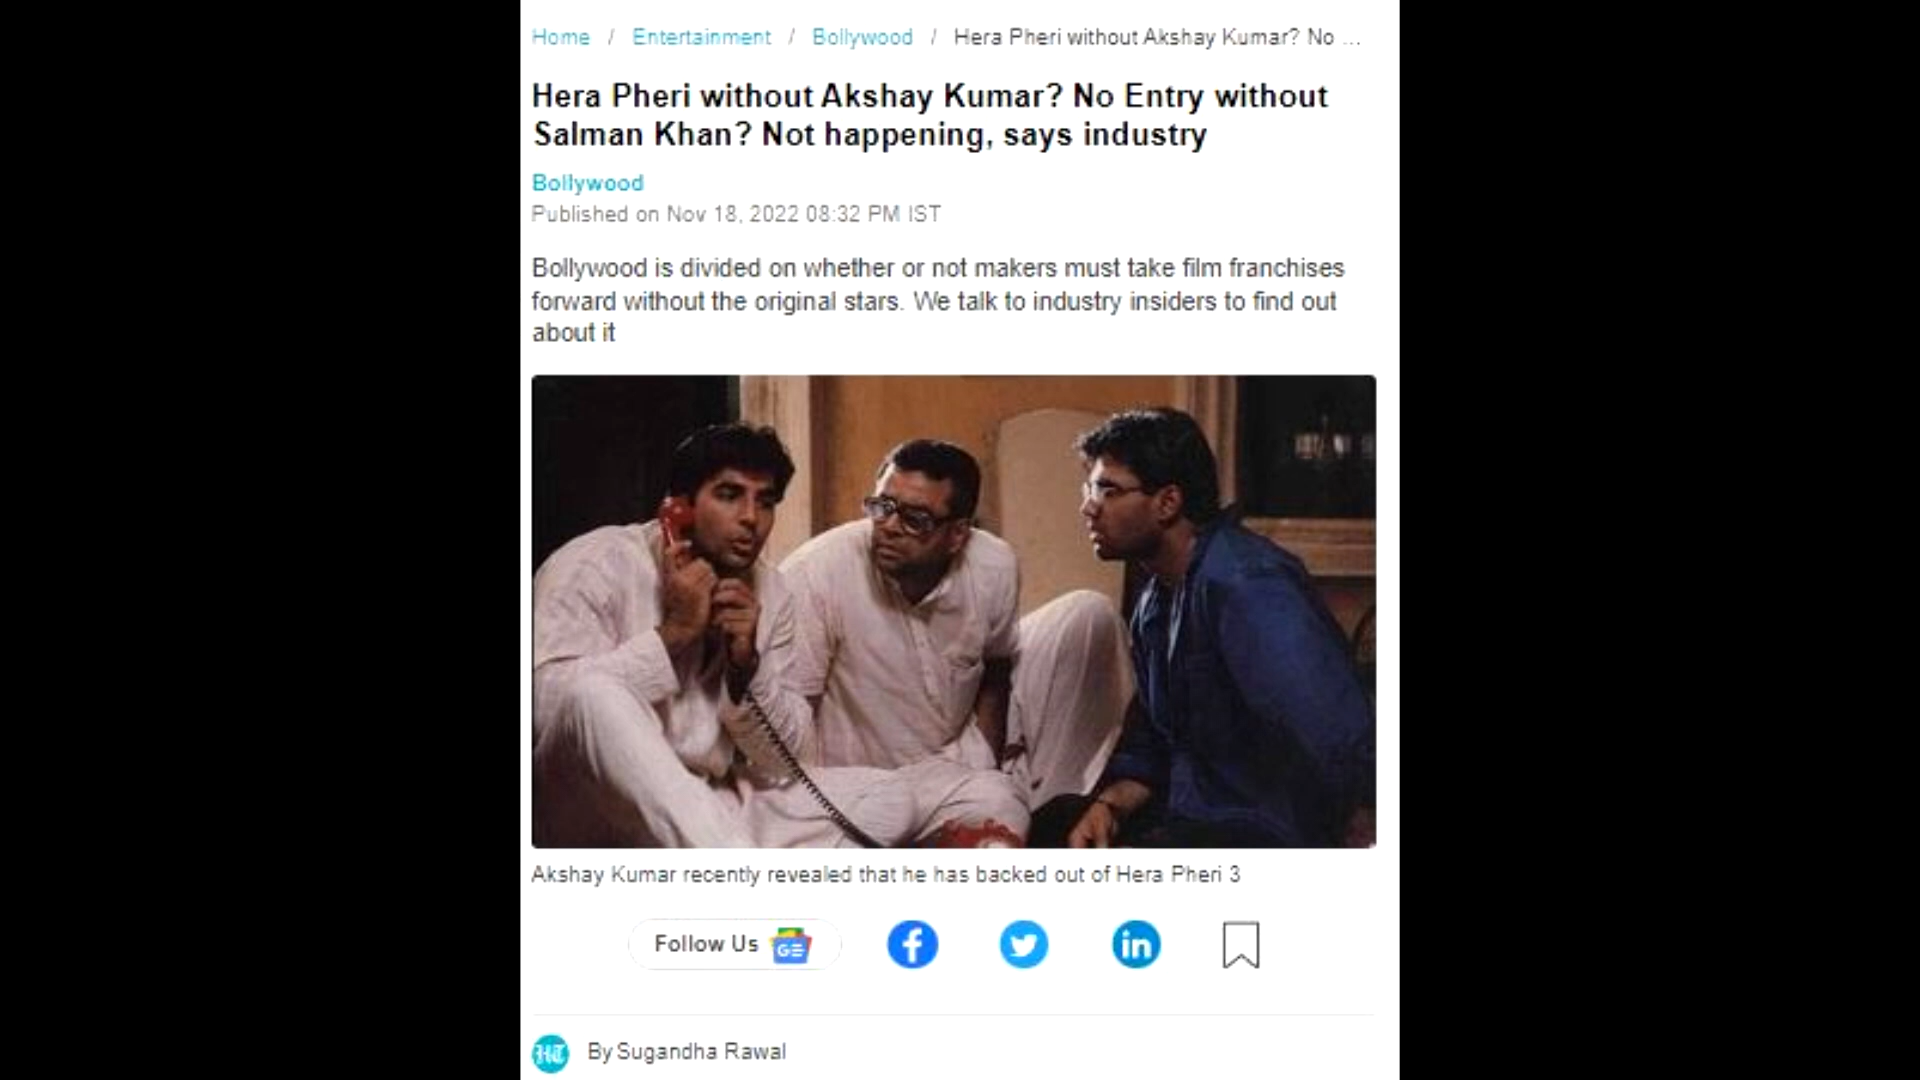 Home / Entertainment / Bollywood / Hera Pheri without Akshay Kumar? No ...
Hera Pheri without Akshay Kumar? No Entry without
Salman Khan? Not happening, says industry
Bollywood
Published on Nov 18, 2022 08:32 PM IST
Bollywood is divided on whether or not makers must take film franchises
forward without the original stars. We talk to industry insiders to find out
about it
Akshay Kumar recently revealed that he has backed out of Hera Pheri 3
Follow Us GE f in
HT By Sugandha Rawal